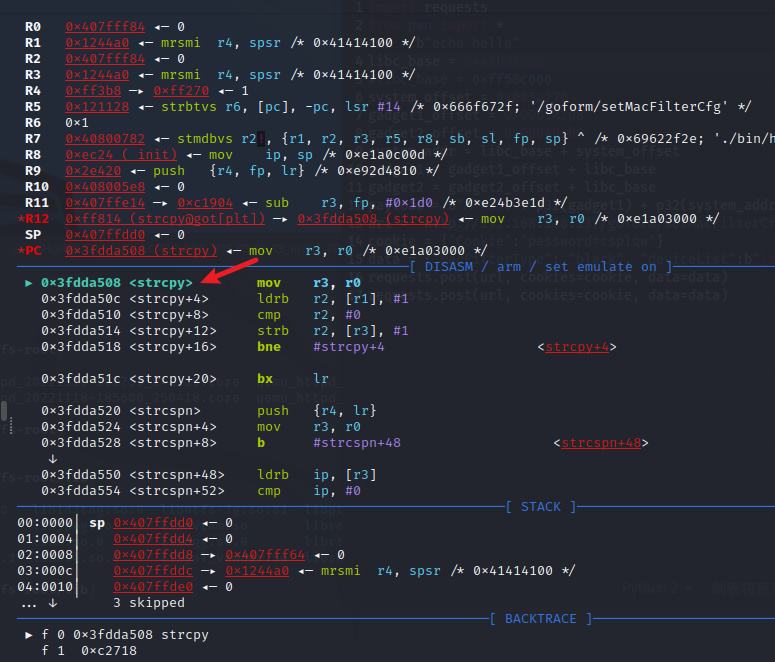 R0   0×407fff84 ◂— 0
R1   0×1244a0 ◂— mrsmi  r4, spsr /* 0×41414100 */
R2   0×407fff84 ◂— 0
R3   0×1244a0 ◂— mrsmi  r4, spsr /* 0×41414100 */
R4   0×ff3b8 —▸ 0×ff270 ◂— 1
R5   0×121128 ◂— strbtvs r6, [pc], -pc, lsr #14 /* 0×666f672f; '/goform/setMacFilterCfg' */
R6   0×1
R7   0×40800782 ◂— stmdbvs r2!, {r1, r2, r3, r5, r8, sb, sl, fp, sp} ^ /* 0×69622f2e; './bin/h
R8   0×ec24 (_init) ◂— mov    ip, sp /* 0×e1a0c00d */
R9   0×2e420 ◂— push   {r4, fp, lr} /* 0×e92d4810 */
R10  0×408005e8 ◂— 0
R11  0×407ffe14 —▸ 0×c1904 ◂— sub    r3, fp, #0×1d0 /* 0×e24b3e1d */
*R12  0×ff814 (strcpy@got[plt]) —▸ 0×3fdda508 (strcpy) ◂— mov    r3, r0 /* 0×e1a03000 */
SP   0×407ffdd0 ◂— 0
*PC   0×3fdda508 (strcpy) ◂— mov    r3, r0 /* 0×e1a03000 */
[ DISASM / arm / set emulate on ]
► 0×3fdda508 <strcpy>        mov    r3, r0
0×3fdda50c <strcpy+4>      ldrb   r2, [r1], #1
0×3fdda510 <strcpy+8>      cmp    r2, #0
0×3fdda514 <strcpy+12>     strb   r2, [r3], #1
0×3fdda518 <strcpy+16>     bne    #strcpy+4                   <strcpy+4>
0×3fdda51c <strcpy+20>     bx     lr
0×3fdda520 <strcspn>       push   {r4, lr}
0×3fdda524 <strcspn+4>     mov    r3, r0
0×3fdda528 <strcspn+8>     b      #strcspn+48                   <strcspn+48>
↓
0×3fdda550 <strcspn+48>    ldrb   ip, [r3]
0×3fdda554 <strcspn+52>    cmp    ip, #0
[ STACK ]
00:0000│ sp 0×407ffdd0 ◂— 0
01:0004│    0×407ffdd4 ◂— 0
02:0008│    0×407ffdd8 —▸ 0×407fff64 ◂— 0
03:000c│    0×407ffddc —▸ 0×1244a0 ◂— mrsmi  r4, spsr /* 0×41414100 */
04:0010│    0×407ffde0 ◂— 0
... ↓       3 skipped
[ BACKTRACE ]
► f 0 0×3fdda508 strcpy
f 1  0×c2718